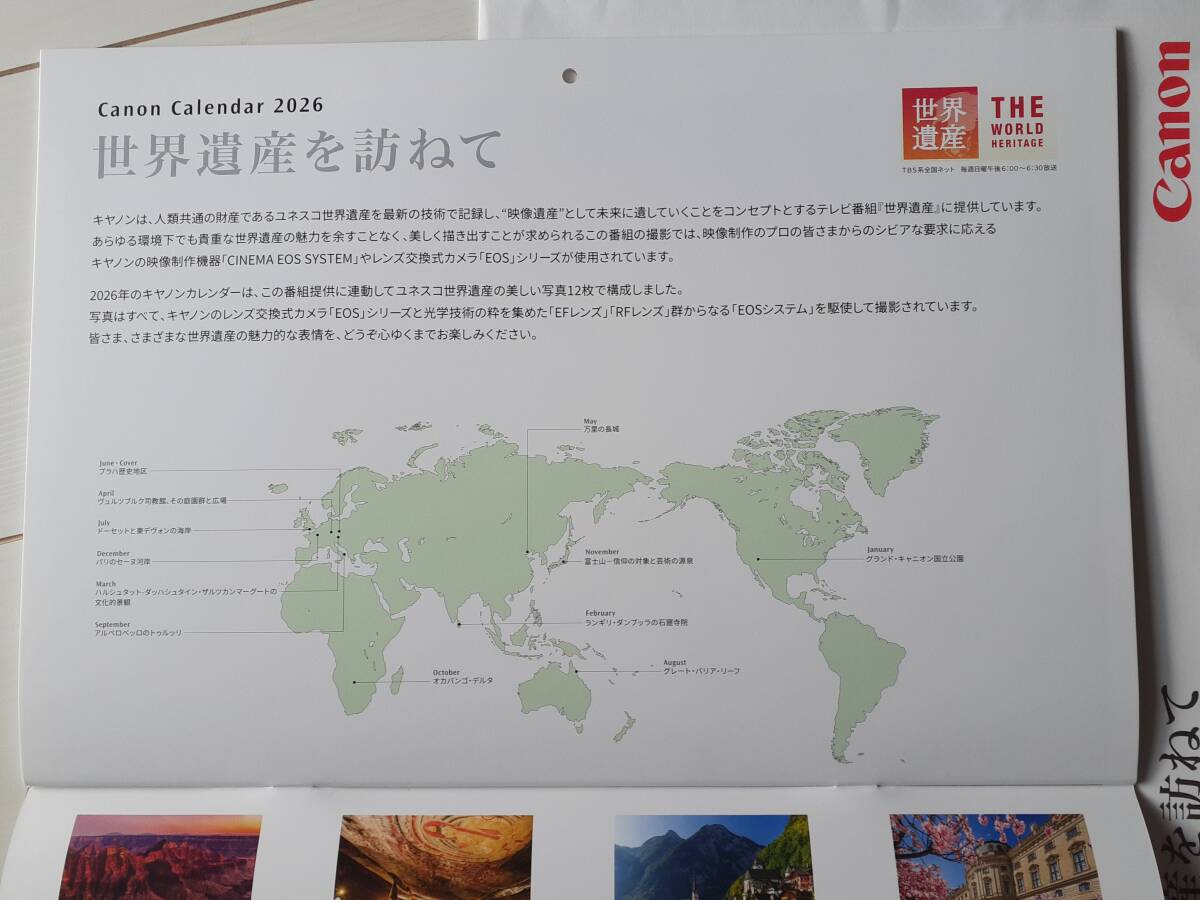 Canon Calendar 2026
世界遺産を訪ねて
世界
遺産
THE
WORLD
HERITAGE
TBS系全国ネット 毎週日曜午後6:00〜6:30放送
キヤノンは、人類共通の財産であるユネスコ世界遺産を最新の技術で記録し、“映像遺産”として未来に遺していくことをコンセプトとするテレビ番組『世界遺産』に提供しています。
あらゆる環境下でも貴重な世界遺産の魅力を余すことなく、美しく描き出すことが求められるこの番組の撮影では、映像制作のプロの皆さまからのシビアな要求に応える
キヤノンの映像制作機器「CINEMA EOS SYSTEM」やレンズ交換式カメラ「EOS」シリーズが使用されています。
2026年のキヤノンカレンダーは、この番組提供に連動してユネスコ世界遺産の美しい写真12枚で構成しました。
写真はすべて、キヤノンのレンズ交換式カメラ「EOS」シリーズと光学技術の粋を集めた「EFレンズ」「RFレンズ」群からなる「EOSシステム」を駆使して撮影されています。
皆さま、さまざまな世界遺産の魅力的な表情を、どうぞ心ゆくまでお楽しみください。
May
万里の長城
June・Cover
プラハ歴史地区
April
ヴュルツブルク司教館、その庭園群と広場
July
ドーセットと東デヴォンの海岸
December
パリのセーヌ河岸
March
ハルシュタット-ダッハシュタイン・ザルツカンマーグートの
文化的景観
September
アルベロベッロのトゥルッリ
November
富士山－信仰の対象と芸術の源泉
January
グランド・キャニオン国立公園
February
ランギリ・ダンブッラの石窟寺院
August
グレート・バリア・リーフ
October
オカバンゴ・デルタ
Canon
を訪ねて